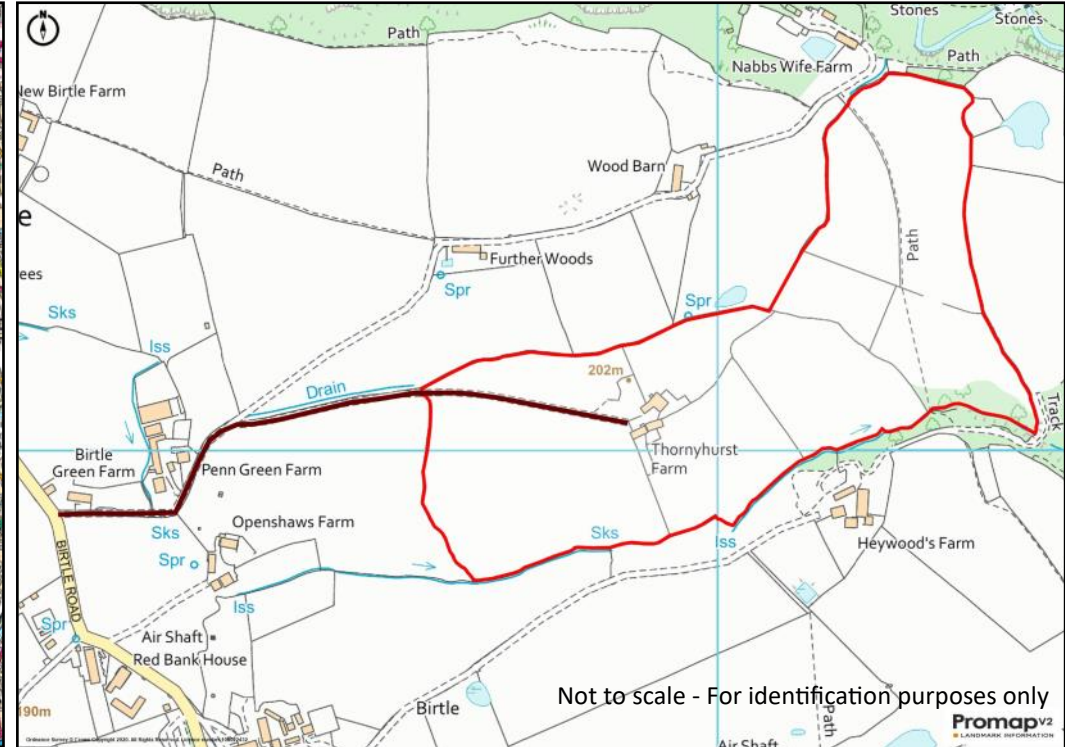 Stones
Stones
Path
Path
Nabbs Wife Farm
New Birtle Farm
Wood Barn
Path
e
Path
Further Woods
ees
Spr
Spr
Sks
Iss
202m
Drain
Track
Birtle
Green Farm
Penn Green Farm
Thornyhurst
Farm
Openshaws Farm
Sks
Sks
Iss
Heywood's Farm
BIRTLE ROAD
Spr
Iss
Spr
Air Shaft
Red Bank House
Path
Birtle
Not to scale - For identification purposes only
190m
Promap V2
LANDMARK INFORMATION
Air Shaft